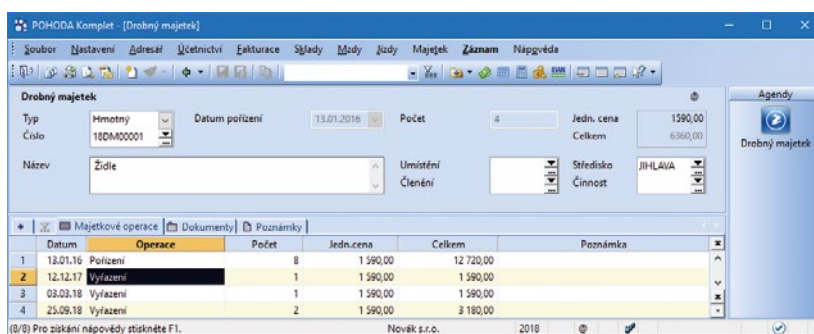 POHODA Komplet - [Drobný majetek]
Soubor Nastavení Adresář Účetnictví Fakturace Sklady Mzdy Jízdy Majetek Záznam Nápověda
Drobný majetek
Agendy
Typ Hmotný Datum pořízení 13.01.2016 Počet 4 Jedn. cena 1590,00
Číslo 18DM00001 Celkem 6360,00
Drobný majetek
Název Židle Umístění Středisko JIHLAVA
Členění Činnost
Majetkové operace Dokumenty Poznámky
Datum Operace Počet Jedn.cena Celkem Poznámka
1 13.01.16 Pořízení 8 1 590,00 12 720,00
2 12.12.17 Vyřazení 1 1 590,00 1 590,00
3 03.03.18 Vyřazení 1 1 590,00 1 590,00
4 25.09.18 Vyřazení 2 1 590,00 3 180,00
(8/8) Pro získání nápovědy stiskněte F1. Novák s.r.o. 2018